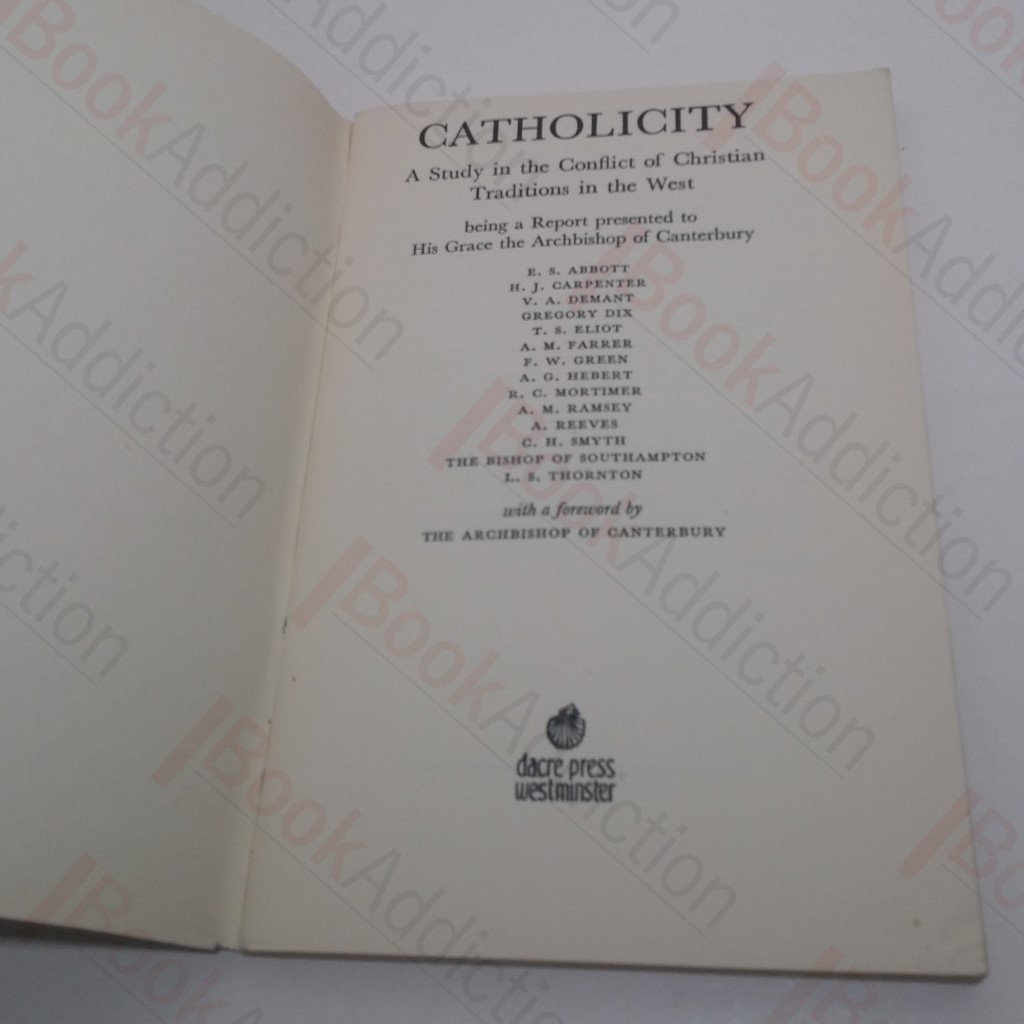 CATHOLICITY
A Study in the Conflict of Christian
Traditions in the West
being a Report presented to
His Grace the Archbishop of Canterbury
E. S. ABBOTT
H. J. CARPENTER
V. A. DEMANT
GREGORY DIX
T. S. ELIOT
A. M. FARRER
F. W. GREEN
A. G. HEBERT
R. C. MORTIMER
A. M. RAMSEY
A. REEVES
C. H. SMYTH
THE BISHOP OF SOUTHAMPTON
L. S. THORNTON
with a foreword by
THE ARCHBISHOP OF CANTERBURY
dacre press
westminster
BookAddiction